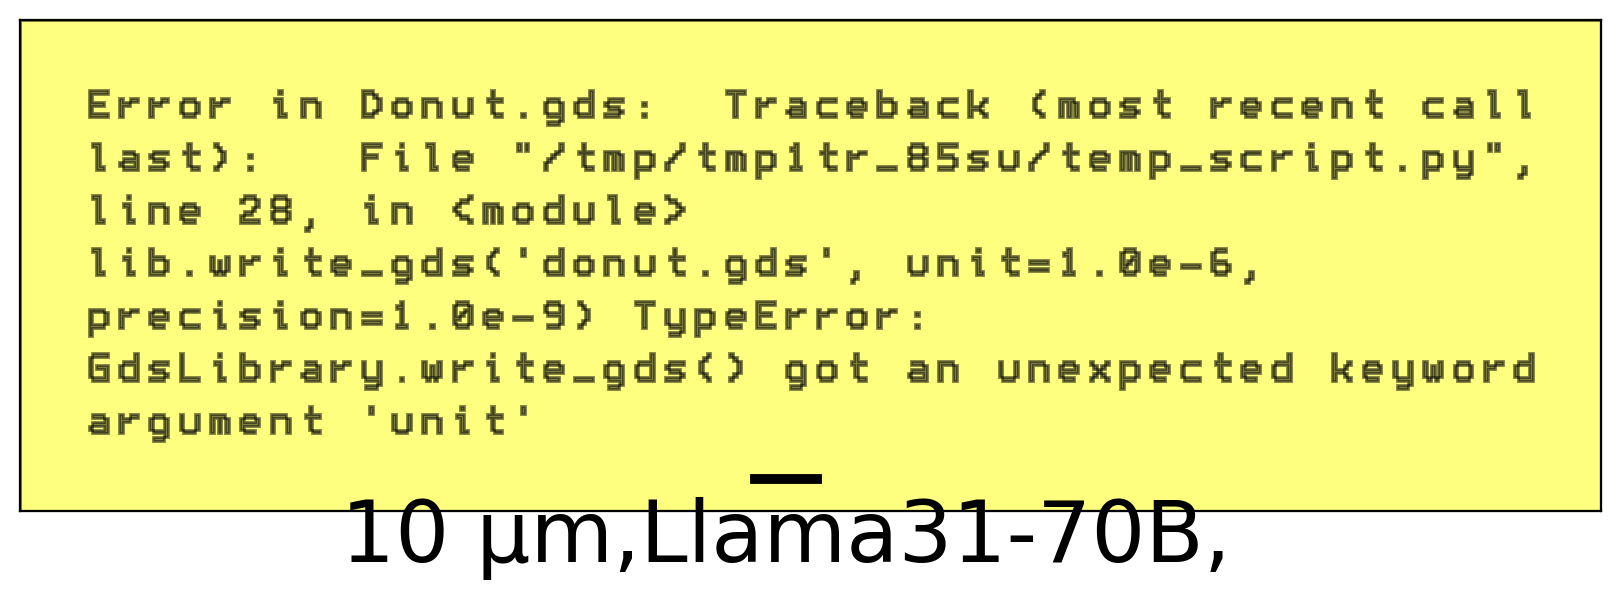 Error in Donut.gds:  Traceback (most recent call
last):   File "/tmp/tmp1tr_85su/temp_script.py",
line 28, in <module>
lib.write_gds('donut.gds', unit=1.0e-6,
precision=1.0e-9) TypeError:
GdsLibrary.write_gds() got an unexpected keyword
argument 'unit'
10 μm,Llama31-70B,